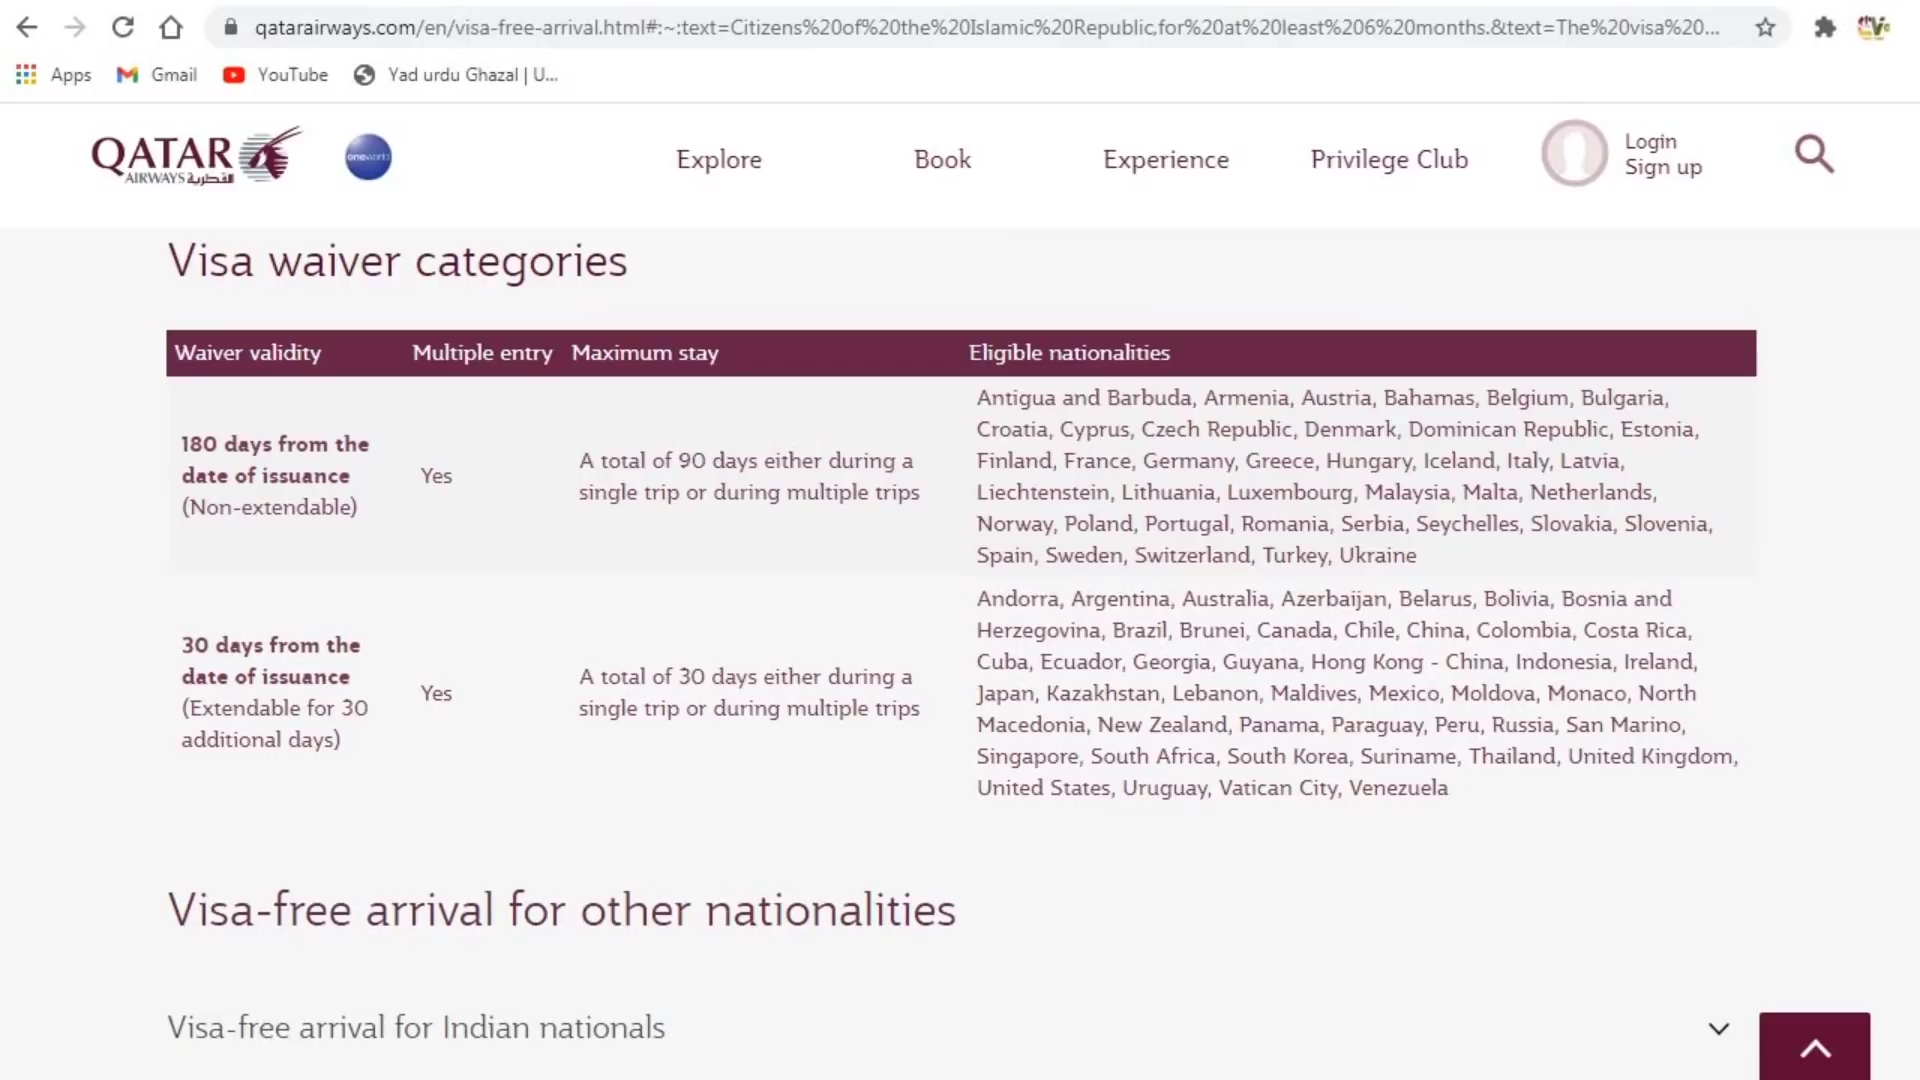 qatarairways.com/en/visa-free-arrival.html#:~:text=Citizens%20of%20the%20Islamic%20Republic,for%20at%20least%206%20months.&text=The%20visa%20...
Apps Gmail YouTube Yad urdu Ghazal | U...
QATAR
AIRWAYS القطرية
oneworld
Explore Book Experience Privilege Club
Login
Sign up
Visa waiver categories
Waiver validity Multiple entry Maximum stay Eligible nationalities
180 days from the
date of issuance
(Non-extendable)
Yes
A total of 90 days either during a
single trip or during multiple trips
Antigua and Barbuda, Armenia, Austria, Bahamas, Belgium, Bulgaria,
Croatia, Cyprus, Czech Republic, Denmark, Dominican Republic, Estonia,
Finland, France, Germany, Greece, Hungary, Iceland, Italy, Latvia,
Liechtenstein, Lithuania, Luxembourg, Malaysia, Malta, Netherlands,
Norway, Poland, Portugal, Romania, Serbia, Seychelles, Slovakia, Slovenia,
Spain, Sweden, Switzerland, Turkey, Ukraine
30 days from the
date of issuance
(Extendable for 30
additional days)
Yes
A total of 30 days either during a
single trip or during multiple trips
Andorra, Argentina, Australia, Azerbaijan, Belarus, Bolivia, Bosnia and
Herzegovina, Brazil, Brunei, Canada, Chile, China, Colombia, Costa Rica,
Cuba, Ecuador, Georgia, Guyana, Hong Kong - China, Indonesia, Ireland,
Japan, Kazakhstan, Lebanon, Maldives, Mexico, Moldova, Monaco, North
Macedonia, New Zealand, Panama, Paraguay, Peru, Russia, San Marino,
Singapore, South Africa, South Korea, Suriname, Thailand, United Kingdom,
United States, Uruguay, Vatican City, Venezuela
Visa-free arrival for other nationalities
Visa-free arrival for Indian nationals